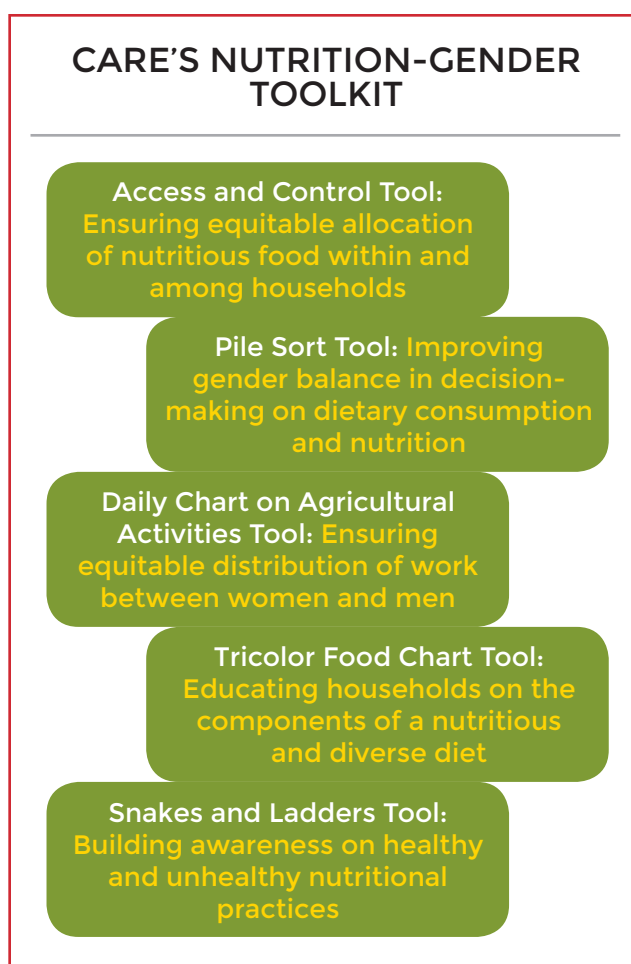 CARE'S NUTRITION-GENDER
TOOLKIT
Access and Control Tool:
Ensuring equitable allocation
of nutritious food within and
among households
Pile Sort Tool: Improving
gender balance in decision-
making on dietary consumption
and nutrition
Daily Chart on Agricultural
Activities Tool: Ensuring
equitable distribution of work
between women and men
Tricolor Food Chart Tool:
Educating households on the
components of a nutritious
and diverse diet
Snakes and Ladders Tool:
Building awareness on healthy
and unhealthy nutritional
practices